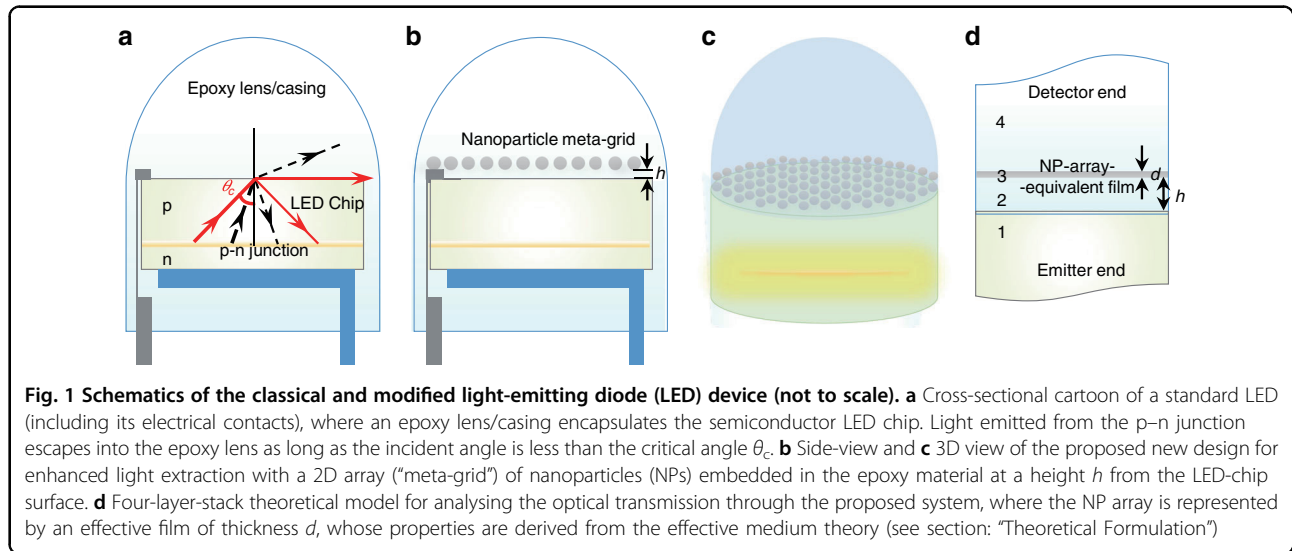 a
Epoxy lens/casing
θc
p
LED Chip
p-n junction
n
b
Nanoparticle meta-grid
h
c
d
Detector end
4
NP-array-
3
-equivalent film
d
2
h
1
Emitter end
Fig. 1 Schematics of the classical and modified light-emitting diode (LED) device (not to scale). a Cross-sectional cartoon of a standard LED
(including its electrical contacts), where an epoxy lens/casing encapsulates the semiconductor LED chip. Light emitted from the p–n junction
escapes into the epoxy lens as long as the incident angle is less than the critical angle θc. b Side-view and c 3D view of the proposed new design for
enhanced light extraction with a 2D array (“meta-grid”) of nanoparticles (NPs) embedded in the epoxy material at a height h from the LED-chip
surface. d Four-layer-stack theoretical model for analysing the optical transmission through the proposed system, where the NP array is represented
by an effective film of thickness d, whose properties are derived from the effective medium theory (see section: “Theoretical Formulation”)